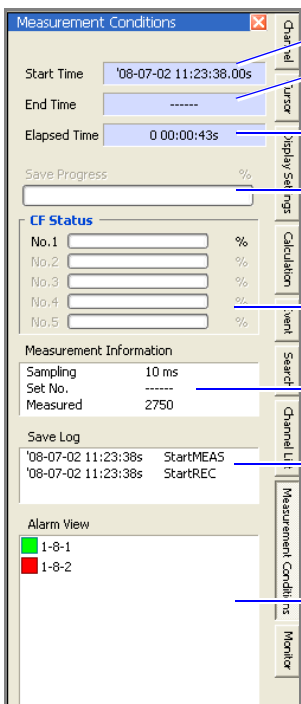 Measurement Conditions
Start Time '08-07-02 11:23:38.00s
End Time ------
Elapsed Time 0 00:00:43s
Save Progress %
CF Status
No.1 %
No.2 %
No.3 %
No.4 %
No.5 %
Measurement Information
Sampling 10 ms
Set No. ------
Measured 2750
Save Log
'08-07-02 11:23:38s StartMEAS
'08-07-02 11:23:38s StartREC
Alarm View
1-8-1
1-8-2
Channel
Cursor
Display Settings
Calculation
Event
Search
Channel List
Measurement Conditions
Monitor